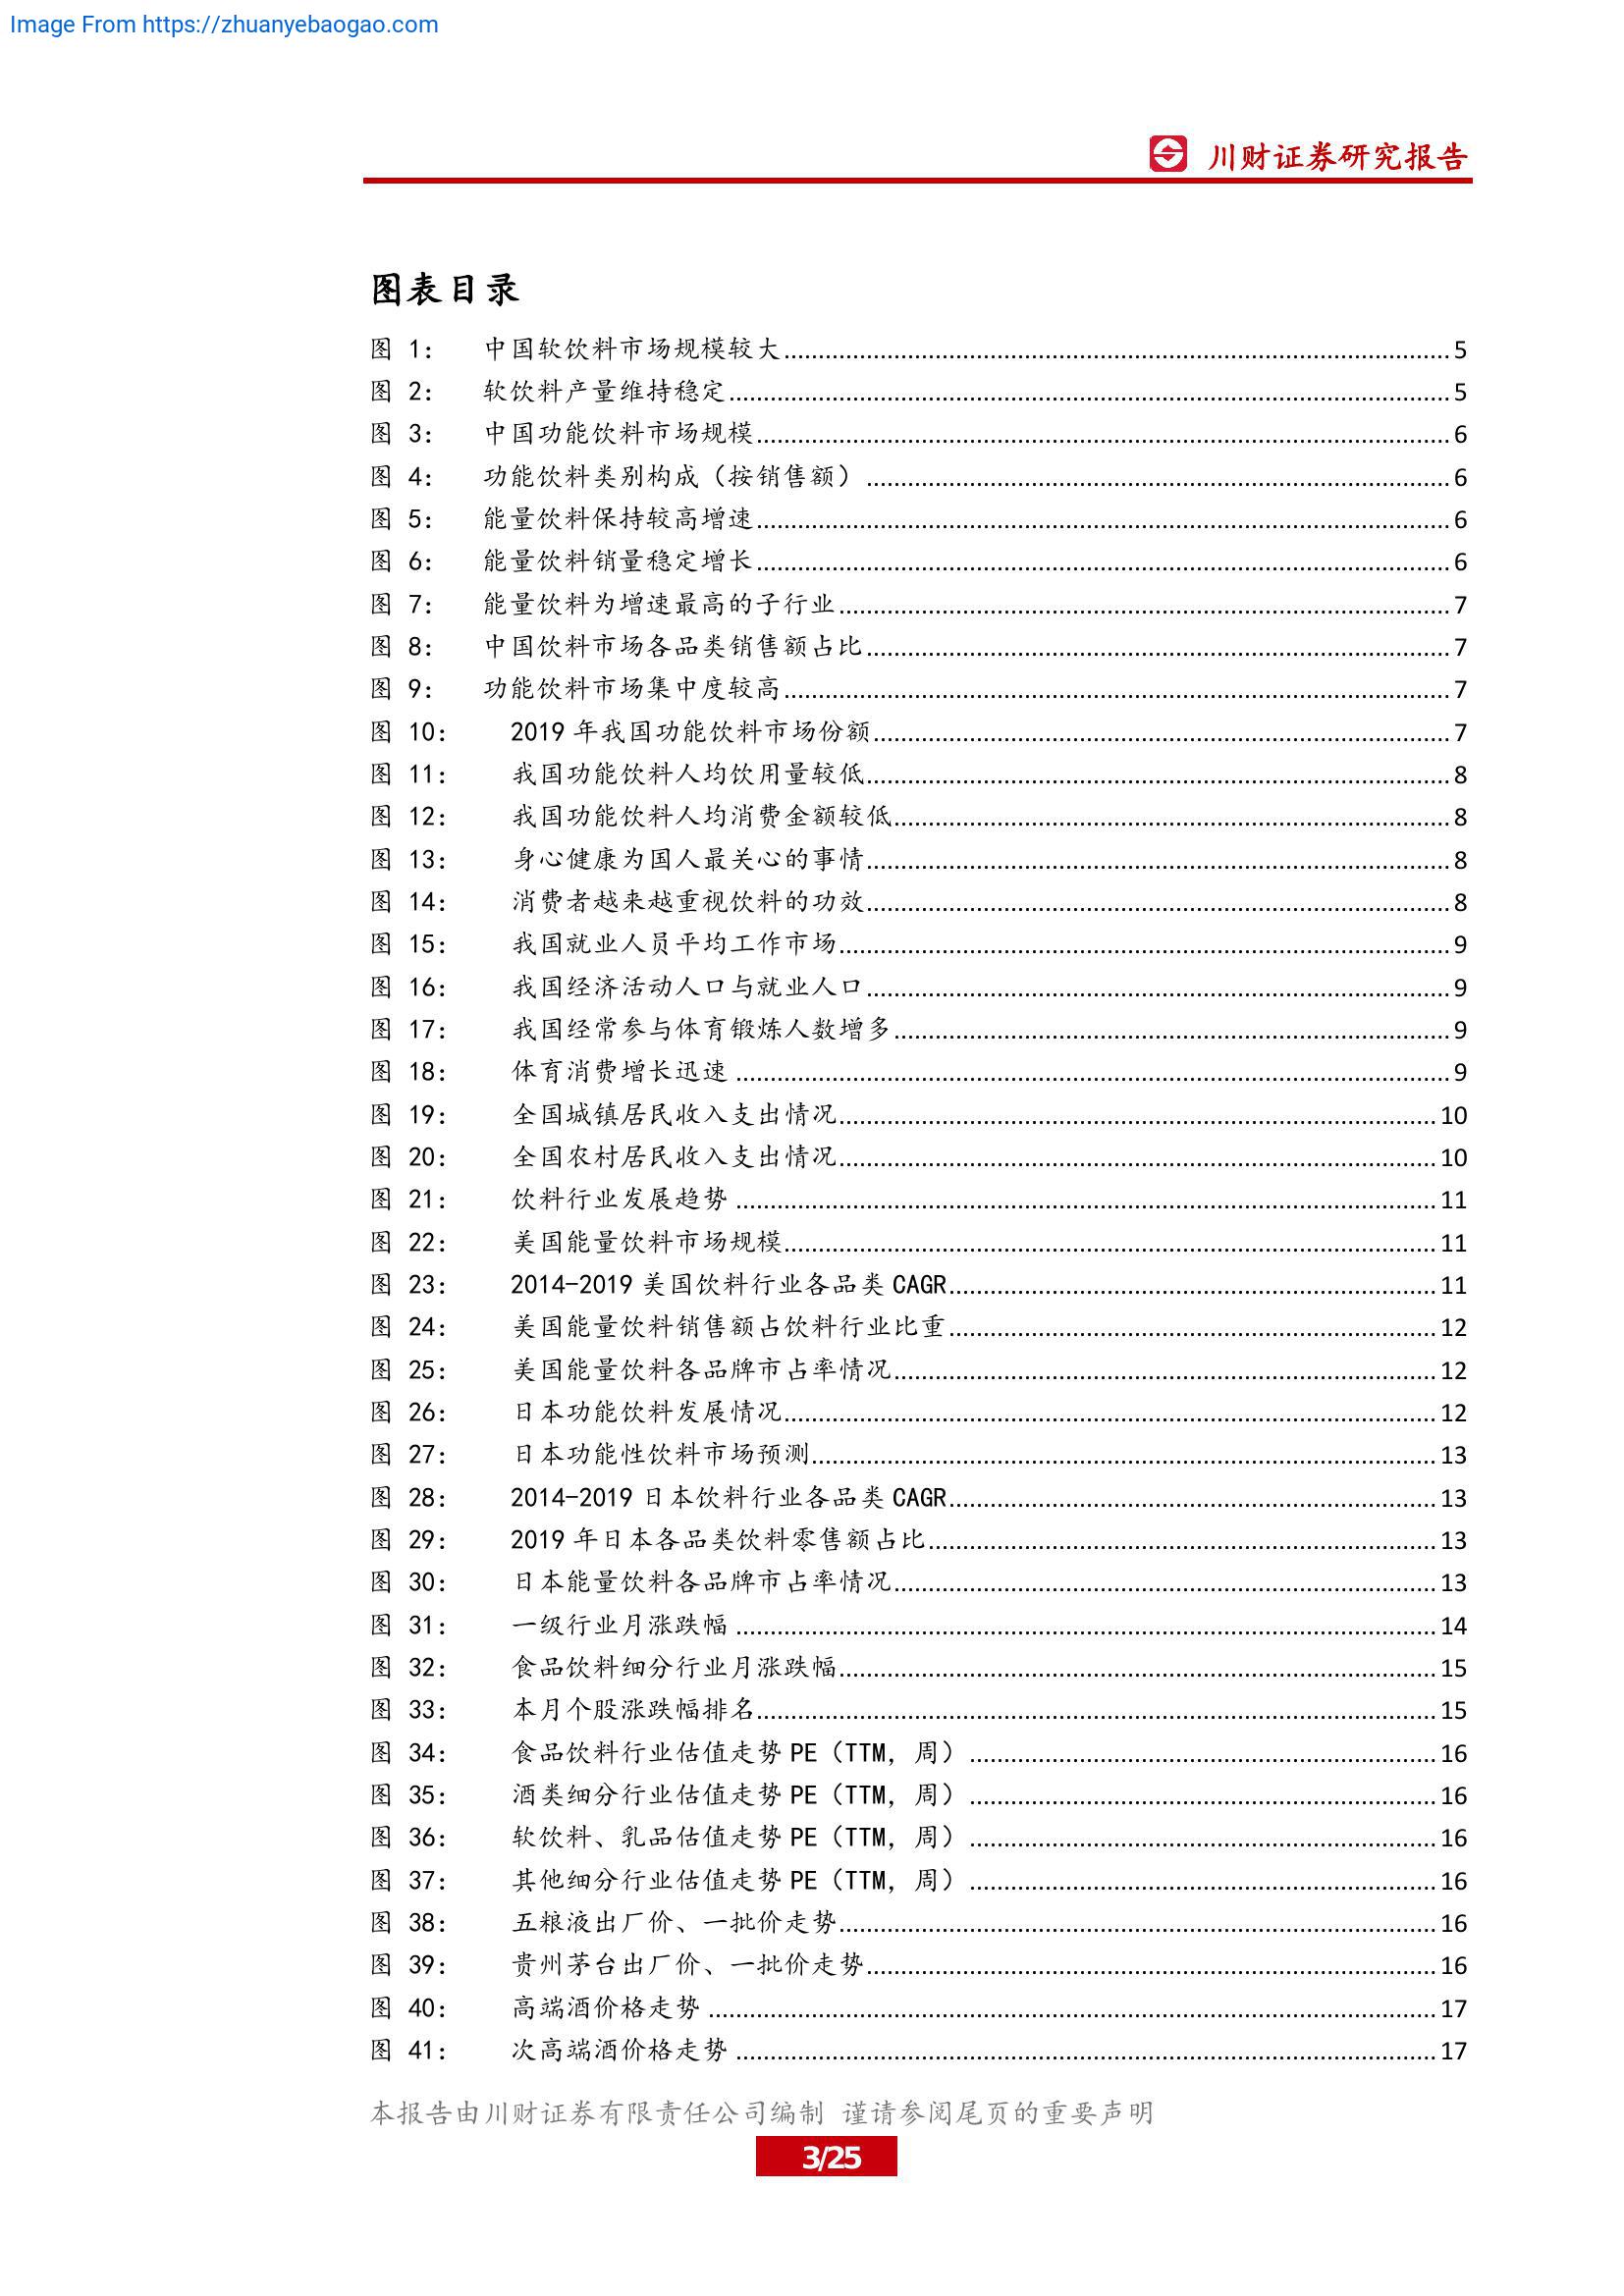 Image From https://zhuanyebaogao.com
川财证券研究报告
图表目录
图 1： 中国软饮料市场规模较大 5
图 2： 软饮料产量维持稳定 5
图 3： 中国功能饮料市场规模 6
图 4： 功能饮料类别构成（按销售额） 6
图 5： 能量饮料保持较高增速 6
图 6： 能量饮料销量稳定增长 6
图 7： 能量饮料为增速最高的子行业 7
图 8： 中国饮料市场各品类销售额占比 7
图 9： 功能饮料市场集中度较高 7
图 10： 2019 年我国功能饮料市场份额 7
图 11： 我国功能饮料人均饮用量较低 8
图 12： 我国功能饮料人均消费金额较低 8
图 13： 身心健康为国人最关心的事情 8
图 14： 消费者越来越重视饮料的功效 8
图 15： 我国就业人员平均工作市场 9
图 16： 我国经济活动人口与就业人口 9
图 17： 我国经常参与体育锻炼人数增多 9
图 18： 体育消费增长迅速 9
图 19： 全国城镇居民收入支出情况 10
图 20： 全国农村居民收入支出情况 10
图 21： 饮料行业发展趋势 11
图 22： 美国能量饮料市场规模 11
图 23： 2014-2019 美国饮料行业各品类 CAGR 11
图 24： 美国能量饮料销售额占饮料行业比重 12
图 25： 美国能量饮料各品牌市占率情况 12
图 26： 日本功能饮料发展情况 12
图 27： 日本功能性饮料市场预测 13
图 28： 2014-2019 日本饮料行业各品类 CAGR 13
图 29： 2019 年日本各品类饮料零售额占比 13
图 30： 日本能量饮料各品牌市占率情况 13
图 31： 一级行业月涨跌幅 14
图 32： 食品饮料细分行业月涨跌幅 15
图 33： 本月个股涨跌幅排名 15
图 34： 食品饮料行业估值走势 PE（TTM，周） 16
图 35： 酒类细分行业估值走势 PE（TTM，周） 16
图 36： 软饮料、乳品估值走势 PE（TTM，周） 16
图 37： 其他细分行业估值走势 PE（TTM，周） 16
图 38： 五粮液出厂价、一批价走势 16
图 39： 贵州茅台出厂价、一批价走势 16
图 40： 高端酒价格走势 17
图 41： 次高端酒价格走势 17
本报告由川财证券有限责任公司编制 谨请参阅尾页的重要声明
3/25